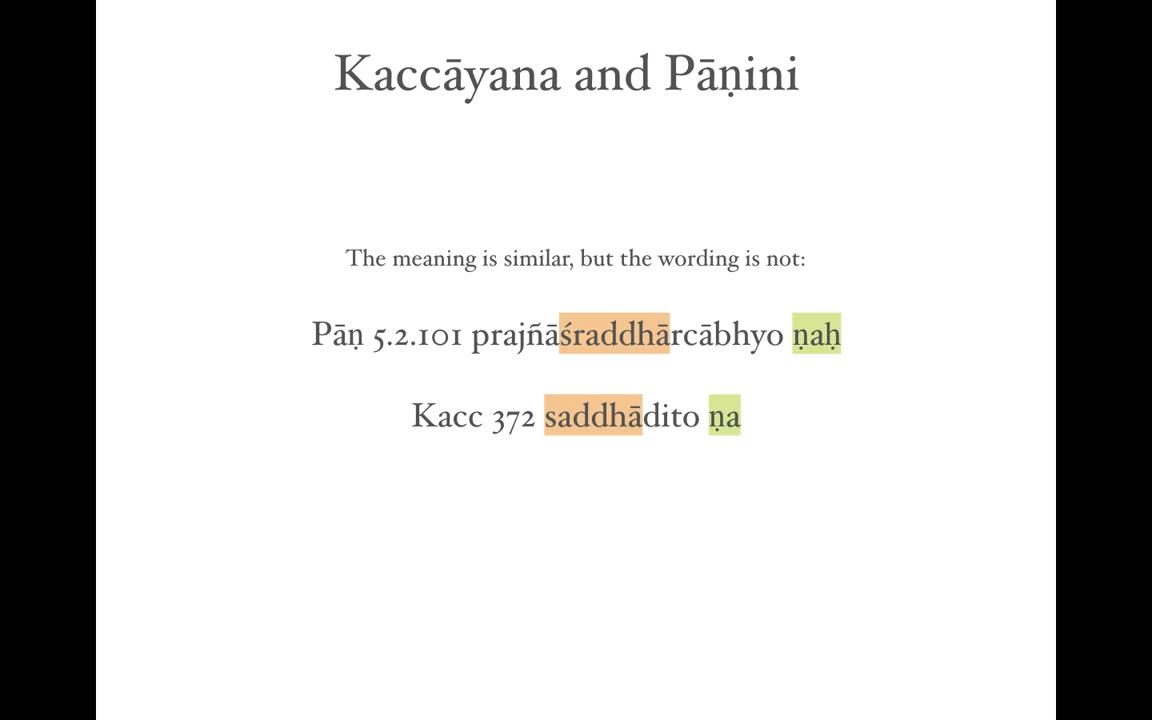 Kaccāyana and Pāṇini
The meaning is similar, but the wording is not:
Pāṇ 5.2.101 prajñāśraddhārcābhyo ṇaḥ
Kacc 372 saddhādito ṇa